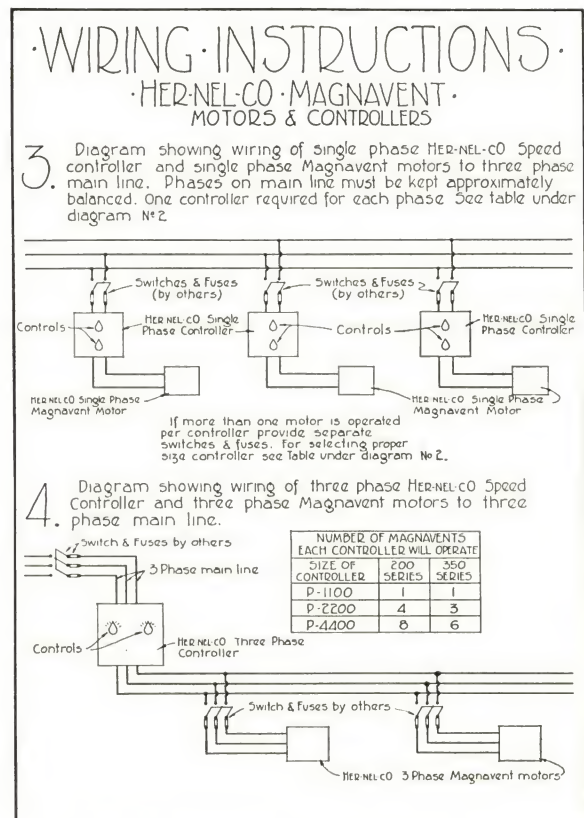 ·WIRING·INSTRUCTIONS·
·HER-NEL-CO·MAGNAVENT·
MOTORS & CONTROLLERS
3. Diagram showing wiring of single phase HER-NEL-CO Speed
controller and single phase Magnavent motors to three phase
main line. Phases on main line must be kept approximately
balanced. One controller required for each phase See table under
diagram Nº 2
Switches & Fuses
(by others)
Switches & Fuses
(by others)
Controls
HER-NEL-CO Single
Phase Controller
Controls
HER-NEL-CO Single
Phase Controller
HER-NEL-CO Single Phase
Magnavent Motor
HER-NEL-CO Single Phase
Magnavent Motor
If more than one motor is operated
per controller provide separate
switches & fuses. For selecting proper
size controller see Table under diagram No 2.
4. Diagram showing wiring of three phase HER-NEL-CO Speed
Controller and three phase Magnavent motors to three
phase main line.
Switch & Fuses by others
3 Phase main line
NUMBER OF MAGNAVENTS
EACH CONTROLLER WILL OPERATE
SIZE OF CONTROLLER 200 SERIES 350 SERIES
P-1100 1 1
P-2200 4 3
P-4400 8 6
Controls
HER-NEL-CO Three Phase
Controller
Switch & Fuses by others
HER-NEL-CO 3 Phase Magnavent motors